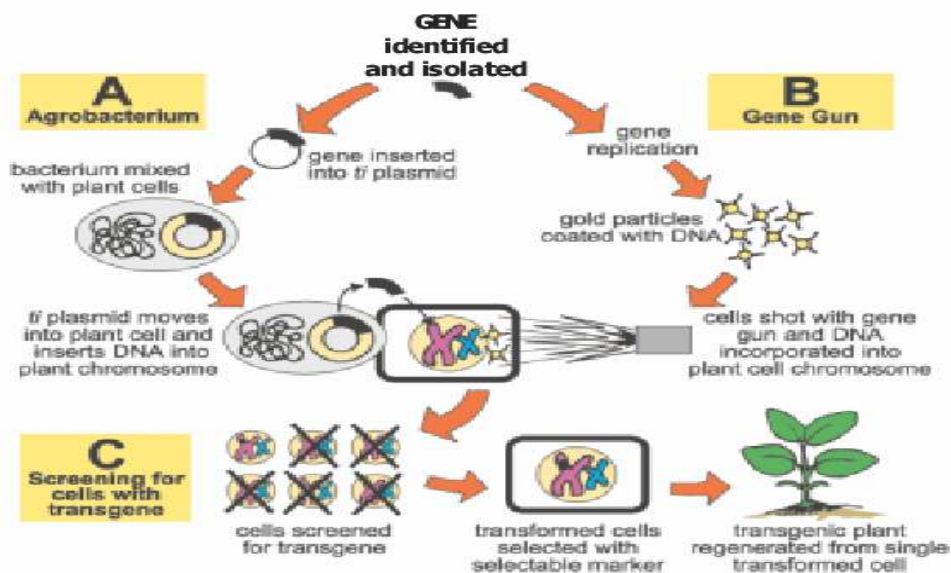 GENE
identified
and isolated
A
Agrobacterium
B
Gene Gun
gene inserted
into ti plasmid
gene
replication
bacterium mixed
with plant cells
gold particles
coated with DNA
ti plasmid moves
into plant cell and
inserts DNA into
plant chromosome
cells shot with gene
gun and DNA
incorporated into
plant cell chromosome
C
Screening for
cells with
transgene
cells screened
for transgene
transformed cells
selected with
selectable marker
transgenic plant
regenerated from single
transformed cell